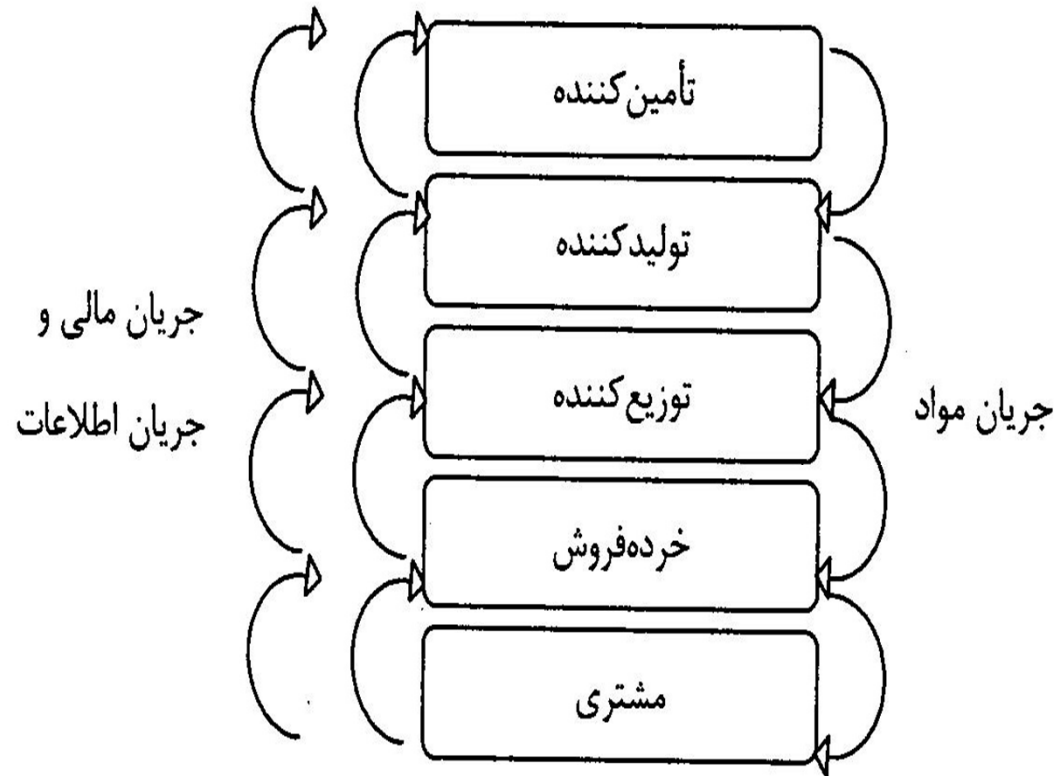 تأمین‌کننده
تولیدکننده
توزیع‌کننده
خرده‌فروش
مشتری
جریان مواد
جریان مالی و
جریان اطلاعات